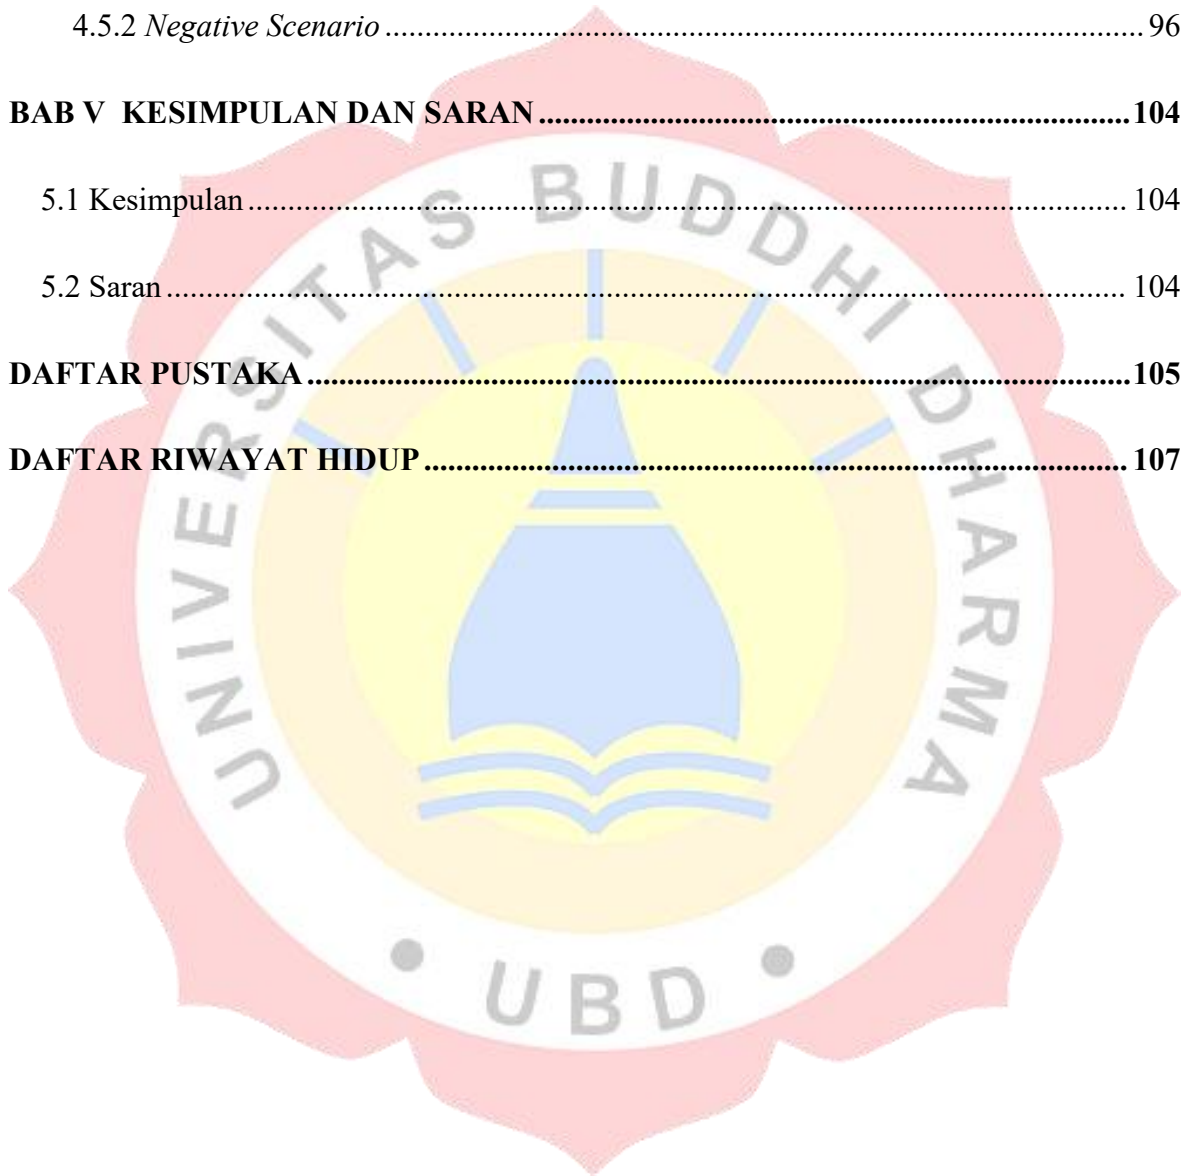 4.5.2 Negative Scenario ........................................................................................ 96
BAB V  KESIMPULAN DAN SARAN ........................................................................ 104
5.1 Kesimpulan ........................................................................................ 104
5.2 Saran ........................................................................................ 104
DAFTAR PUSTAKA ........................................................................................ 105
DAFTAR RIWAYAT HIDUP ........................................................................................ 107
UNIVERSITAS BUDDHI DHARMA
• UBD •